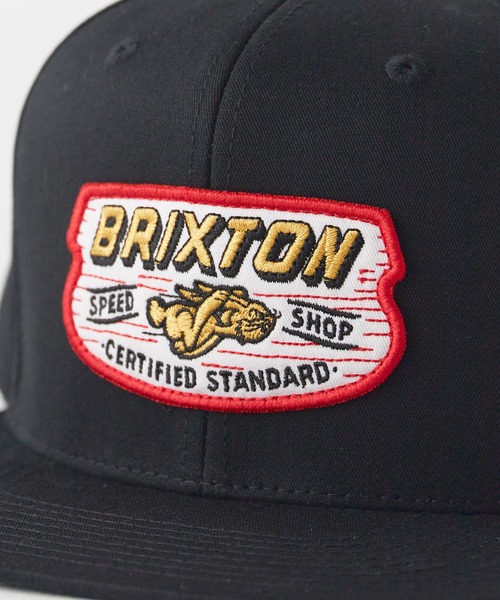 BRIXTON
SPEED SHOP
·CERTIFIED STANDARD·